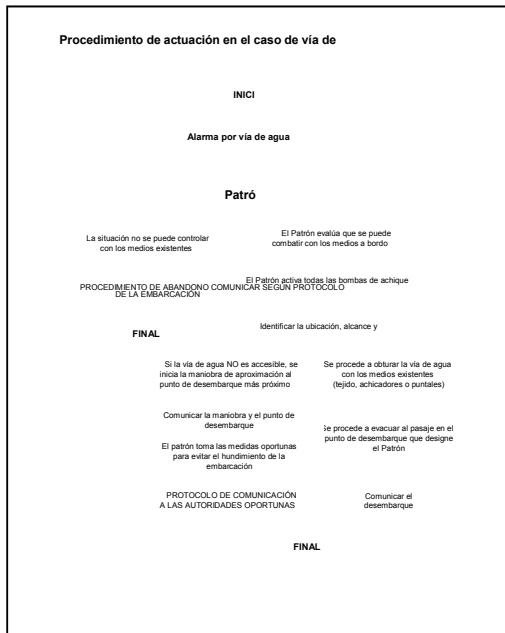 Procedimiento de actuación en el caso de vía de
INICI
Alarma por vía de agua
Patró
La situación no se puede controlar
con los medios existentes
El Patrón evalúa que se puede
combatir con los medios a bordo
El Patrón activa todas las bombas de achique
PROCEDIMIENTO DE ABANDONO COMUNICAR SEGÚN PROTOCOLO
DE LA EMBARCACIÓN
Identificar la ubicación, alcance y
FINAL
Si la vía de agua NO es accesible, se
inicia la maniobra de aproximación al
punto de desembarque más próximo
Se procede a obturar la vía de agua
con los medios existentes
(tejido, achicadores o puntales)
Comunicar la maniobra y el punto de
desembarque
El patrón toma las medidas oportunas
para evitar el hundimiento de la
embarcación
Se procede a evacuar al pasaje en el
punto de desembarque que designe
el Patrón
PROTOCOLO DE COMUNICACIÓN
A LAS AUTORIDADES OPORTUNAS
Comunicar el
desembarque
FINAL